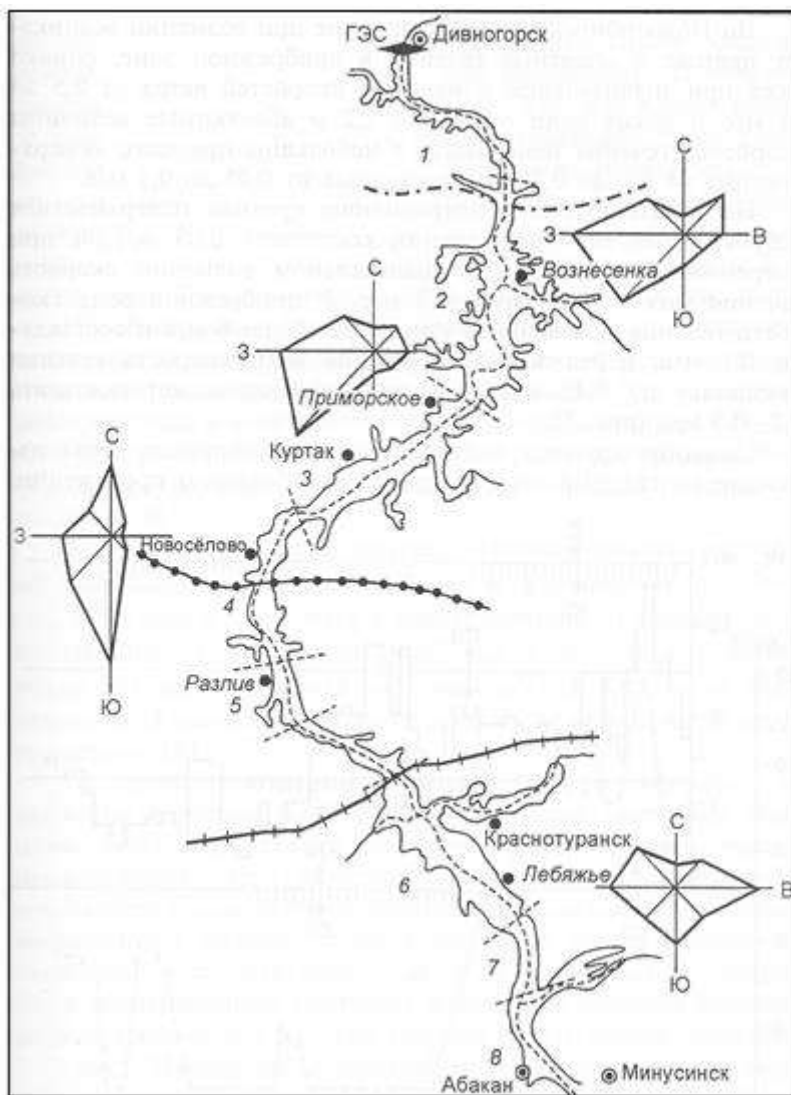 ГЭС
Дивногорск
1
С
З
В
Вознесенка
Ю
2
С
З
Приморское
Ю
Куртак
3
С
З
Новосёлово
4
Ю
Разлив
5
Краснотуранск
С
Лебяжье
В
6
Ю
7
8
Абакан
Минусинск